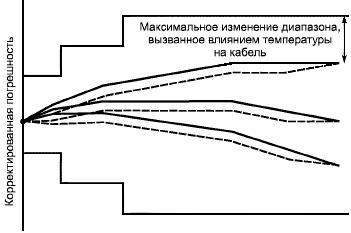 Максимальное изменение диапазона,
вызванное влиянием температуры
на кабель
Корректированная погрешность